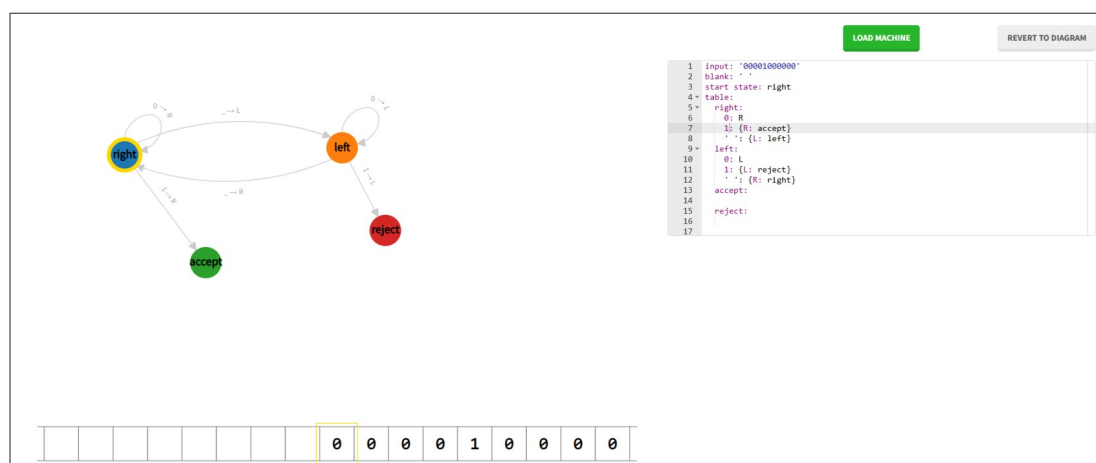 LOAD MACHINE
REVERT TO DIAGRAM
0 → R
_ → L
0 → L
right
left
_ → R
1 → R
1 → L
reject
accept
1 input: '00001000000'
2 blank: ' '
3 start state: right
4 table:
5 right:
6 0: R
7 1: {R: accept}
8 ' ': {L: left}
9 left:
10 0: L
11 1: {L: reject}
12 ' ': {R: right}
13 accept:
14
15 reject:
16
17
0 0 0 0 1 0 0 0 0